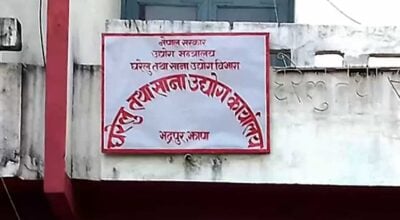 नेपाल सरकार
उद्योग मन्त्रालय
घरेलु तथा साना उद्योग विभाग
घरेलु तथा साना उद्योग कार्यालय
भद्रपुर, झापा